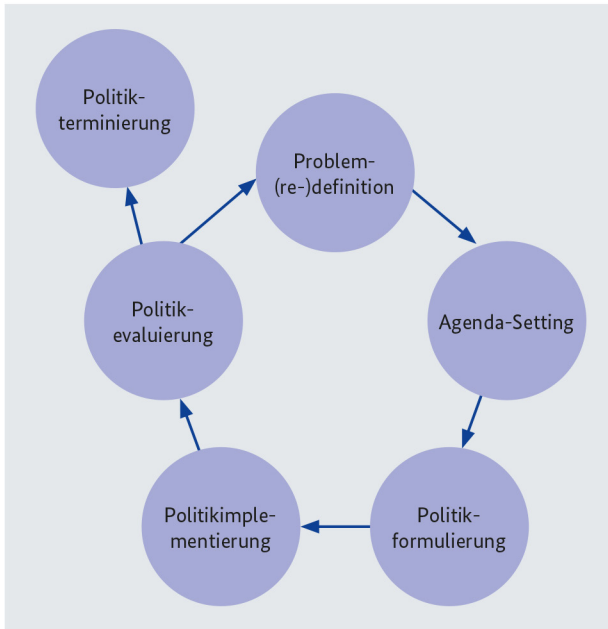 Politik-
terminierung
Problem-
(re-)definition
Agenda-Setting
Politik-
formulierung
Politikimple-
mentierung
Politik-
evaluierung